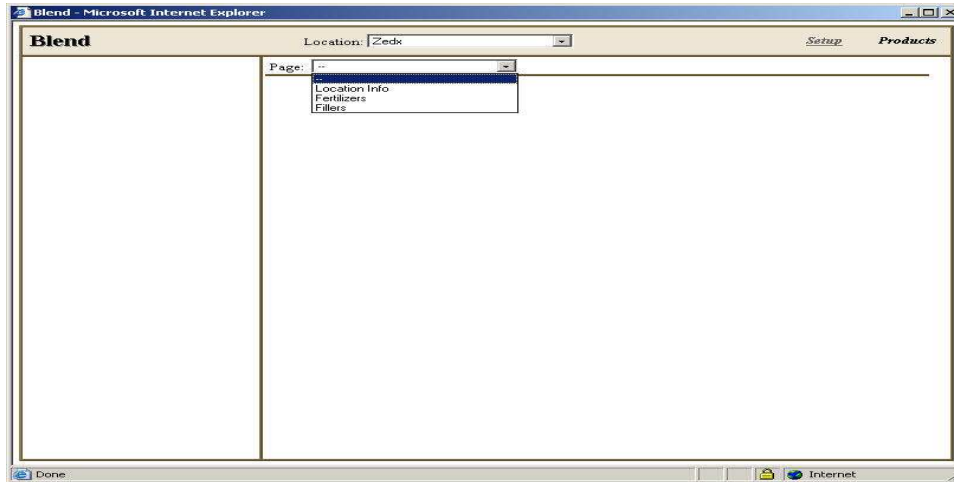 Blend - Microsoft Internet Explorer
Blend Location: Zedx Setup Products
Page: --
--
Location Info
Fertilizers
Fillers
Done Internet